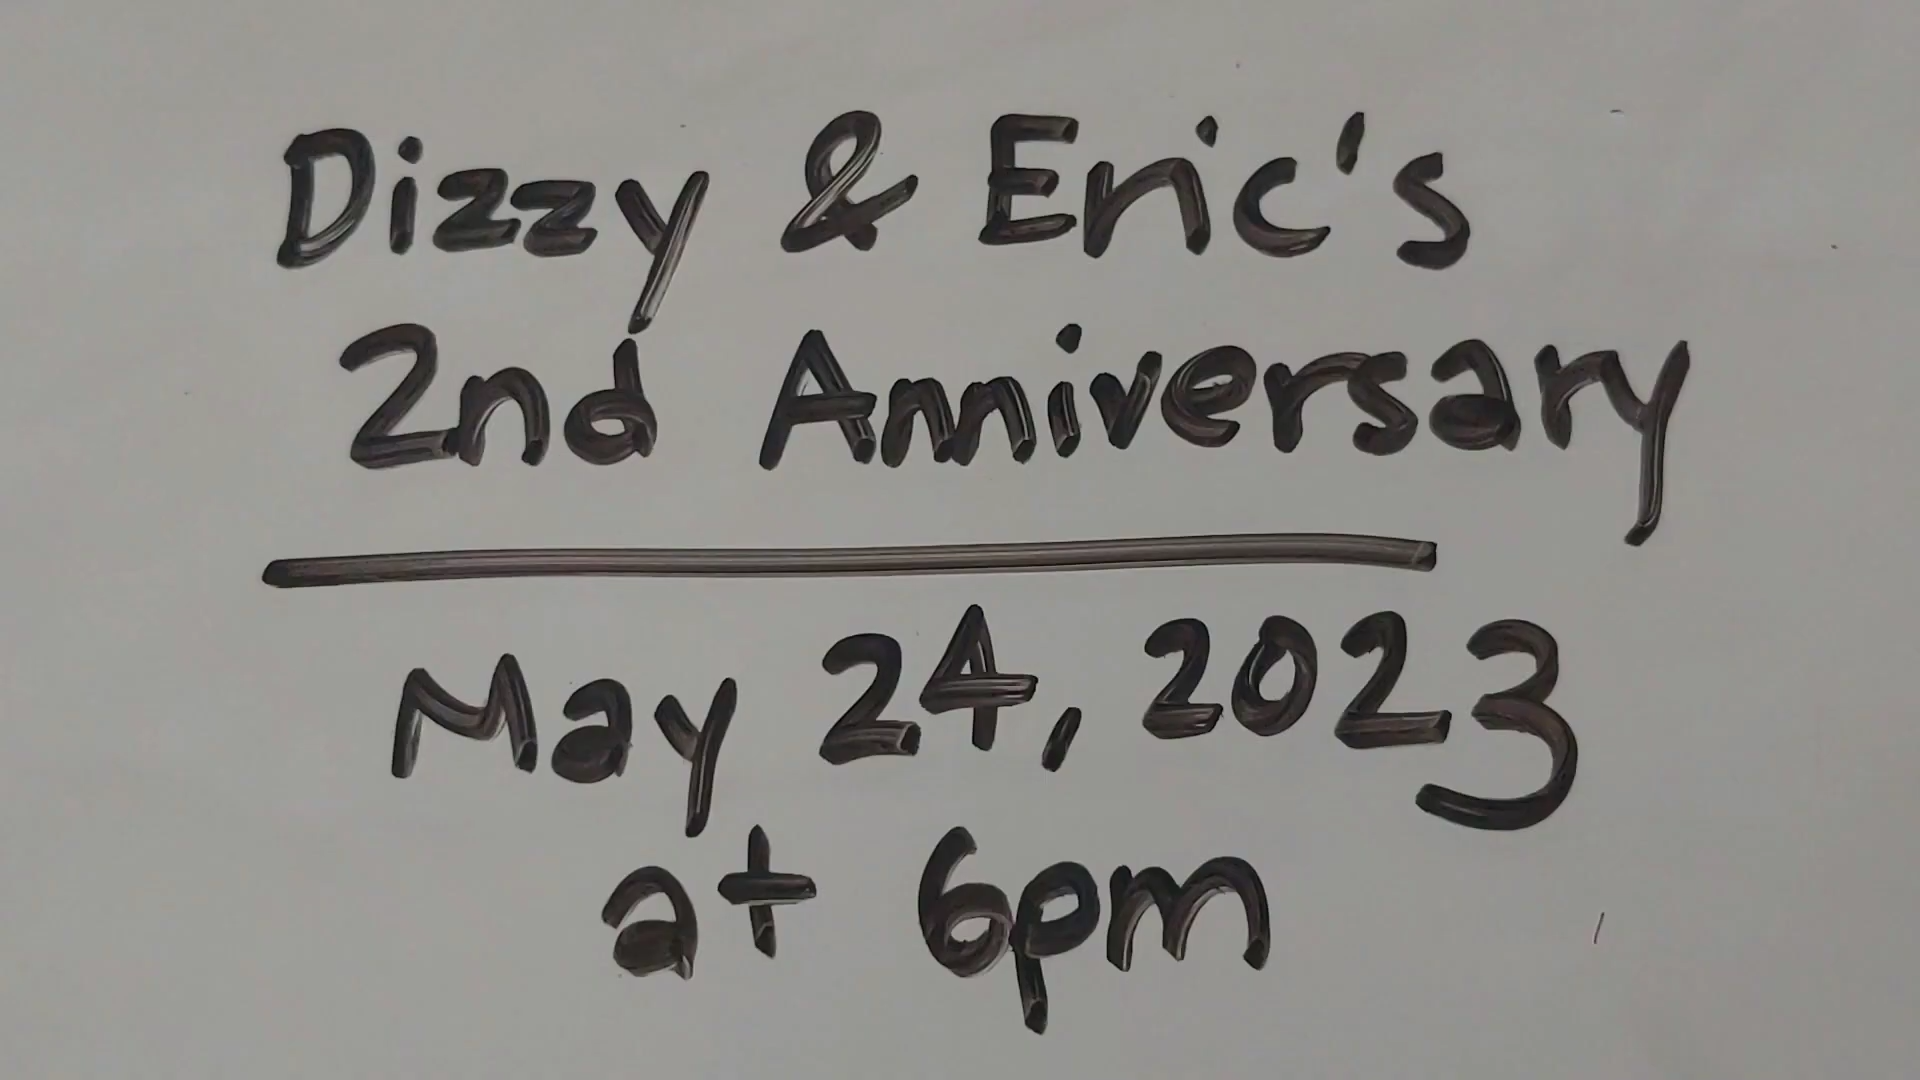 Dizzy & Eric's
2nd Anniversary
May 24, 2023
at 6pm